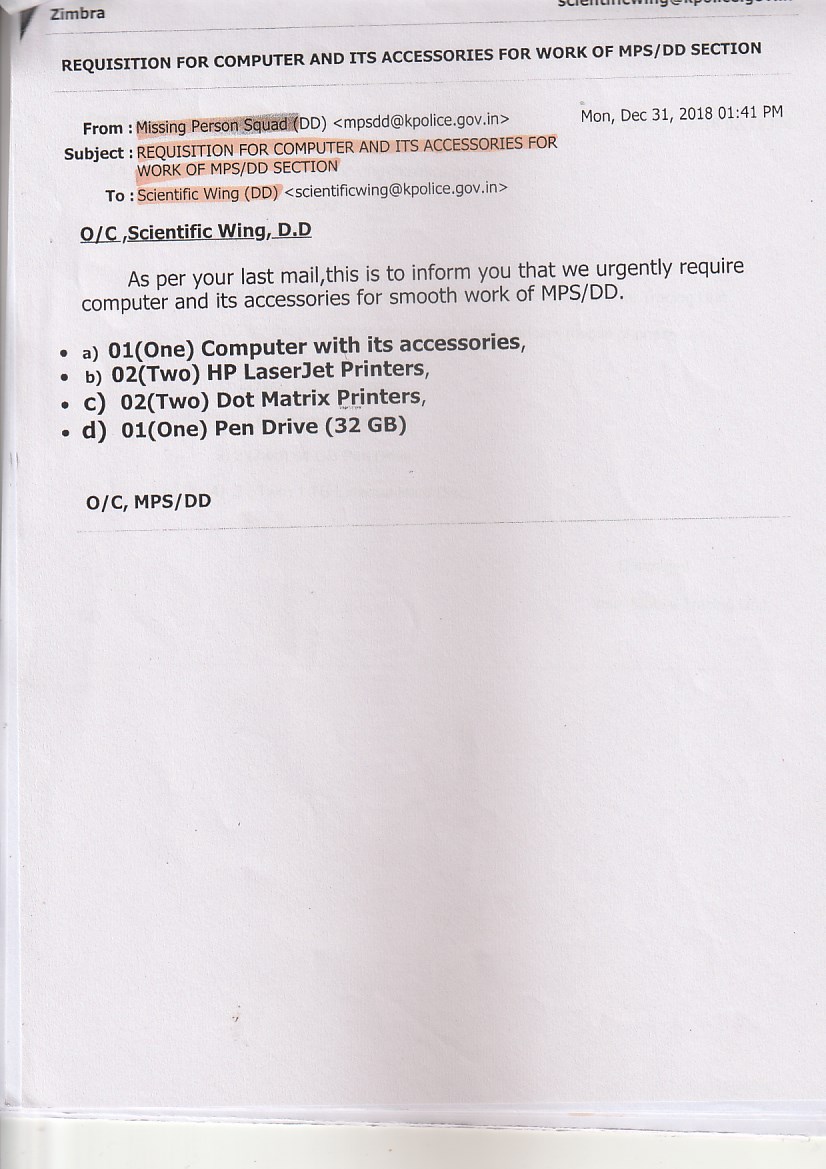 Zimbra
REQUISITION FOR COMPUTER AND ITS ACCESSORIES FOR WORK OF MPS/DD SECTION
From : Missing Person Squad (DD) <mpsdd@kpolice.gov.in>
Mon, Dec 31, 2018 01:41 PM
Subject : REQUISITION FOR COMPUTER AND ITS ACCESSORIES FOR
WORK OF MPS/DD SECTION
To : Scientific Wing (DD) <scientificwing@kpolice.gov.in>
O/C ,Scientific Wing, D.D
As per your last mail,this is to inform you that we urgently require
computer and its accessories for smooth work of MPS/DD.
• a) 01(One) Computer with its accessories,
• b) 02(Two) HP LaserJet Printers,
• c) 02(Two) Dot Matrix Printers,
• d) 01(One) Pen Drive (32 GB)
O/C, MPS/DD